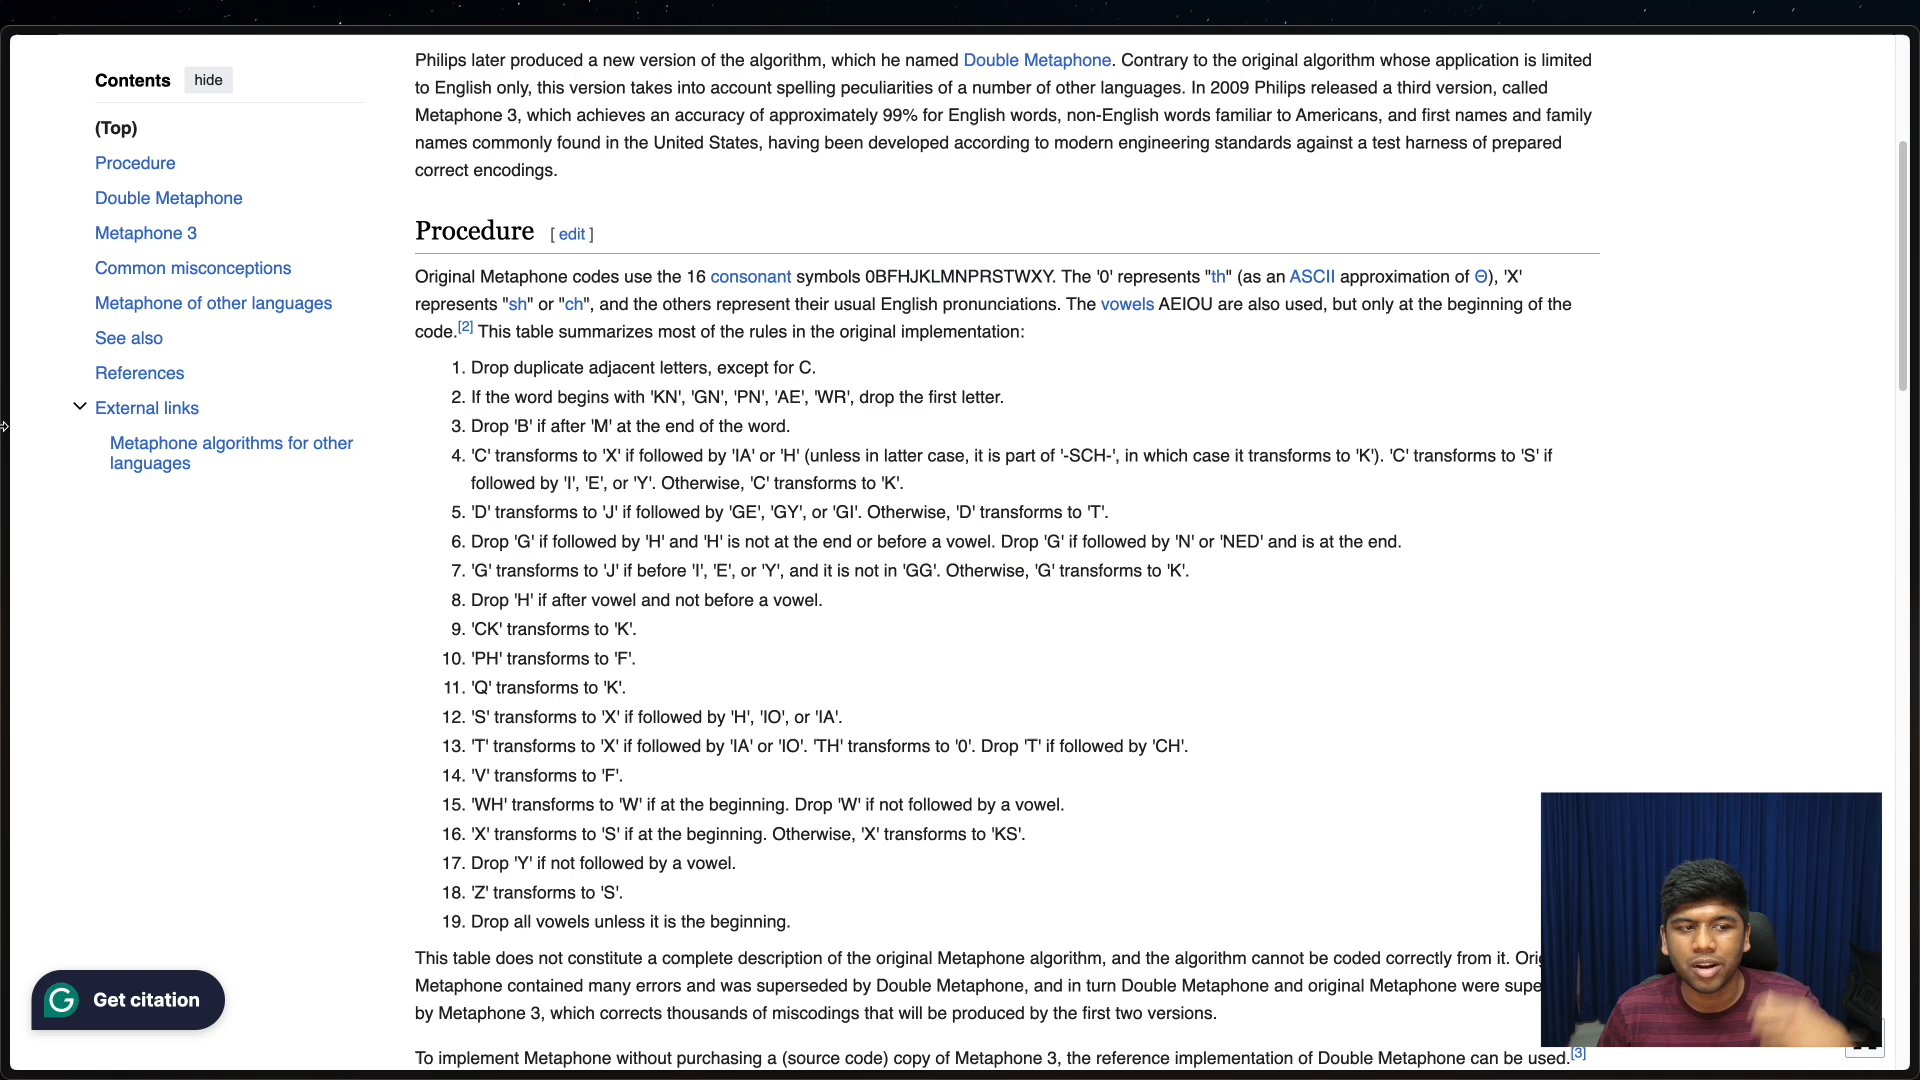 Contents hide
(Top)
Procedure
Double Metaphone
Metaphone 3
Common misconceptions
Metaphone of other languages
See also
References
External links
Metaphone algorithms for other
languages
Philips later produced a new version of the algorithm, which he named Double Metaphone. Contrary to the original algorithm whose application is limited
to English only, this version takes into account spelling peculiarities of a number of other languages. In 2009 Philips released a third version, called
Metaphone 3, which achieves an accuracy of approximately 99% for English words, non-English words familiar to Americans, and first names and family
names commonly found in the United States, having been developed according to modern engineering standards against a test harness of prepared
correct encodings.
Procedure [ edit ]
Original Metaphone codes use the 16 consonant symbols 0BFHJKLMNPRSTWXY. The '0' represents "th" (as an ASCII approximation of Θ), 'X'
represents "sh" or "ch", and the others represent their usual English pronunciations. The vowels AEIOU are also used, but only at the beginning of the
code.[2] This table summarizes most of the rules in the original implementation:
1. Drop duplicate adjacent letters, except for C.
2. If the word begins with 'KN', 'GN', 'PN', 'AE', 'WR', drop the first letter.
3. Drop 'B' if after 'M' at the end of the word.
4. 'C' transforms to 'X' if followed by 'IA' or 'H' (unless in latter case, it is part of '-SCH-', in which case it transforms to 'K'). 'C' transforms to 'S' if
followed by 'I', 'E', or 'Y'. Otherwise, 'C' transforms to 'K'.
5. 'D' transforms to 'J' if followed by 'GE', 'GY', or 'GI'. Otherwise, 'D' transforms to 'T'.
6. Drop 'G' if followed by 'H' and 'H' is not at the end or before a vowel. Drop 'G' if followed by 'N' or 'NED' and is at the end.
7. 'G' transforms to 'J' if before 'I', 'E', or 'Y', and it is not in 'GG'. Otherwise, 'G' transforms to 'K'.
8. Drop 'H' if after vowel and not before a vowel.
9. 'CK' transforms to 'K'.
10. 'PH' transforms to 'F'.
11. 'Q' transforms to 'K'.
12. 'S' transforms to 'X' if followed by 'H', 'IO', or 'IA'.
13. 'T' transforms to 'X' if followed by 'IA' or 'IO'. 'TH' transforms to '0'. Drop 'T' if followed by 'CH'.
14. 'V' transforms to 'F'.
15. 'WH' transforms to 'W' if at the beginning. Drop 'W' if not followed by a vowel.
16. 'X' transforms to 'S' if at the beginning. Otherwise, 'X' transforms to 'KS'.
17. Drop 'Y' if not followed by a vowel.
18. 'Z' transforms to 'S'.
19. Drop all vowels unless it is the beginning.
This table does not constitute a complete description of the original Metaphone algorithm, and the algorithm cannot be coded correctly from it.
Metaphone contained many errors and was superseded by Double Metaphone, and in turn Double Metaphone and original Metaphone were
by Metaphone 3, which corrects thousands of miscodings that will be produced by the first two versions.
To implement Metaphone without purchasing a (source code) copy of Metaphone 3, the reference implementation of Double Metaphone can be used.[3]
Get citation